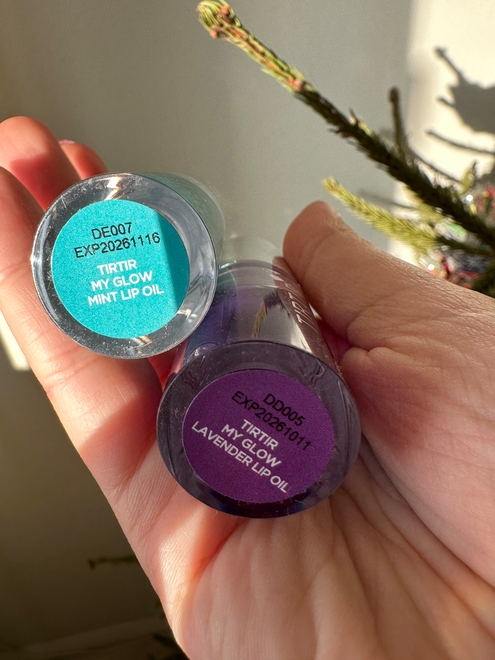 DE007
EXP20261116
TIRTIR
MY GLOW
MINT LIP OIL
DD005
EXP20261011
TIRTIR
MY GLOW
LAVENDER LIP OIL